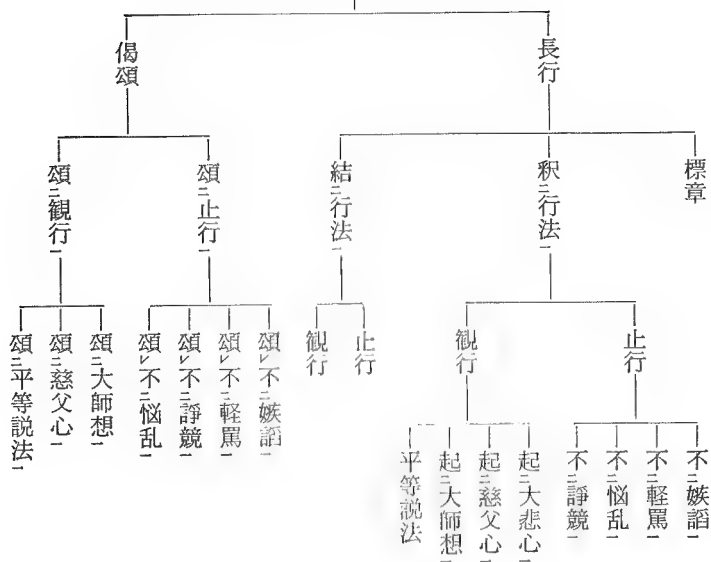 長行
標章
釈㆓行法㆒
止行
不㆓嫉諂㆒
不㆓軽罵㆒
不㆓悩乱㆒
不㆓諍競㆒
観行
起㆓大悲心㆒
起㆓慈父心㆒
起㆓大師想㆒
平等説法
結㆓行法㆒
止行
観行
偈頌
頌㆓止行㆒
頌㆑不㆓嫉諂㆒
頌㆑不㆓軽罵㆒
頌㆑不㆓諍競㆒
頌㆑不㆓悩乱㆒
頌㆓観行㆒
頌㆓大師想㆒
頌㆓慈父心㆒
頌㆓平等説法㆒